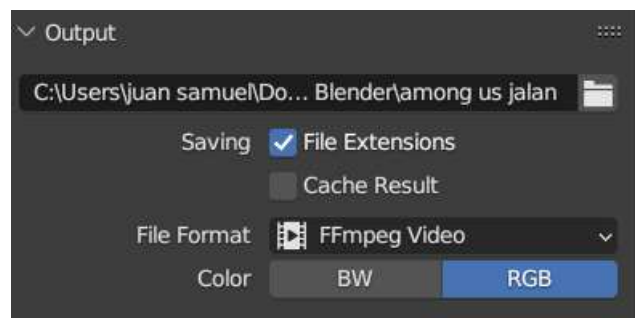 Output
C:\Users\juan samuel\Do... Blender\among us jalan
Saving File Extensions
Cache Result
File Format FFmpeg Video
Color BW RGB